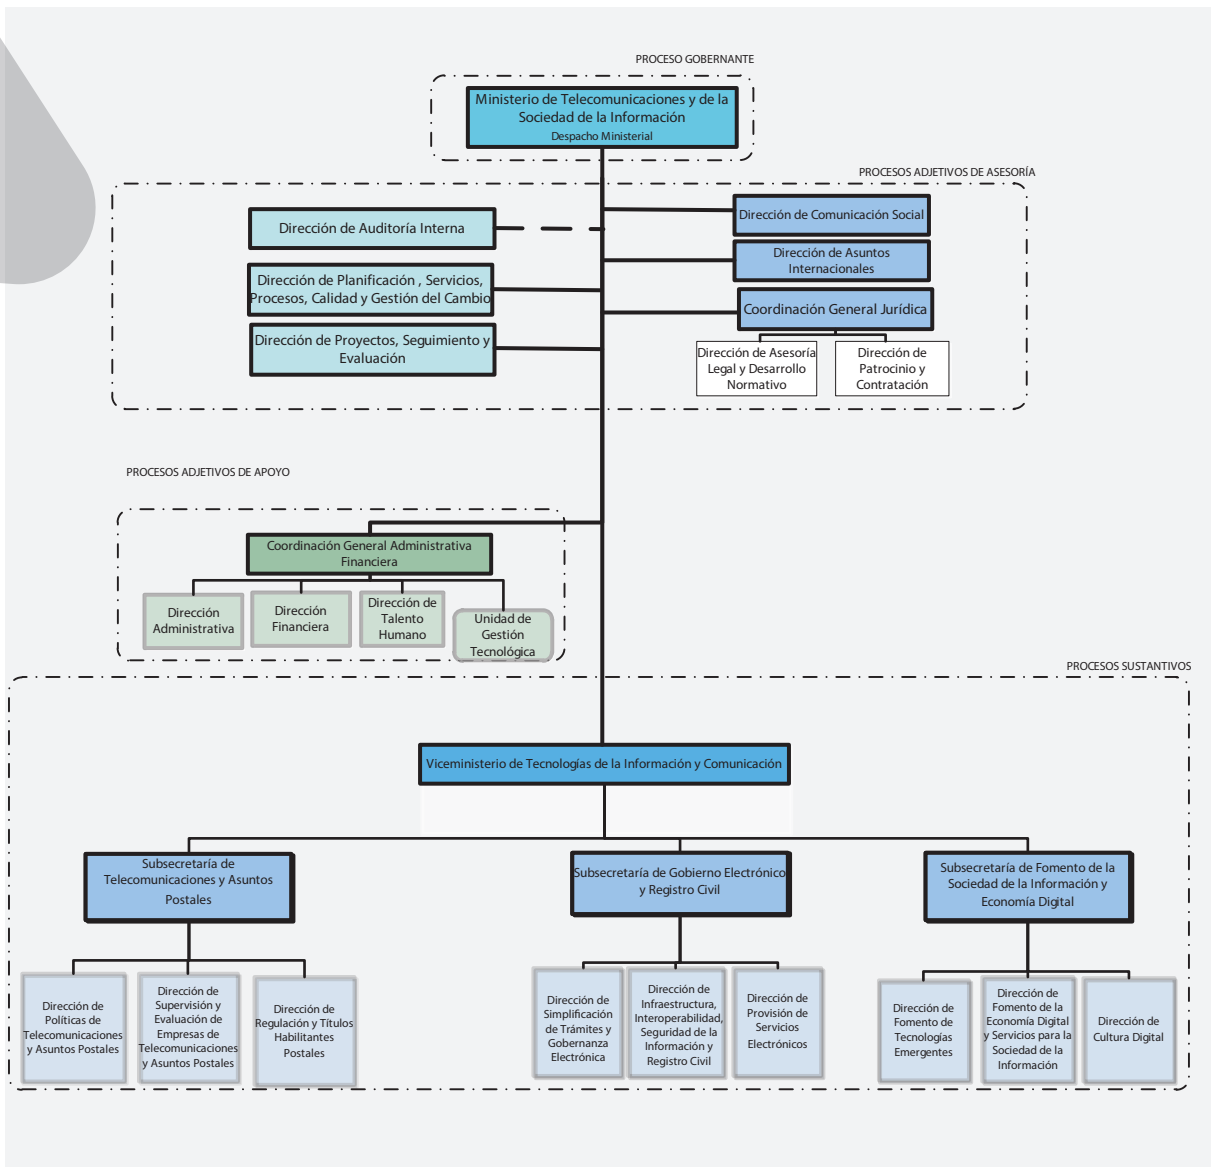 PROCESO GOBERNANTE
Ministerio de Telecomunicaciones y de la
Sociedad de la Información
Despacho Ministerial
PROCESOS ADJETIVOS DE ASESORÍA
Dirección de Auditoría Interna
Dirección de Planificación , Servicios,
Procesos, Calidad y Gestión del Cambio
Dirección de Proyectos, Seguimiento y
Evaluación
Dirección de Comunicación Social
Dirección de Asuntos
Internacionales
Coordinación General Jurídica
Dirección de Asesoría
Legal y Desarrollo
Normativo
Dirección de
Patrocinio y
Contratación
PROCESOS ADJETIVOS DE APOYO
Coordinación General Administrativa
Financiera
Dirección
Administrativa
Dirección
Financiera
Dirección de
Talento
Humano
Unidad de
Gestión
Tecnológica
PROCESOS SUSTANTIVOS
Viceministerio de Tecnologías de la Información y Comunicación
Subsecretaría de
Telecomunicaciones y Asuntos
Postales
Subsecretaría de Gobierno Electrónico
y Registro Civil
Subsecretaría de Fomento de la
Sociedad de la Información y
Economía Digital
Dirección de
Políticas de
Telecomunicaciones
y Asuntos Postales
Dirección de
Supervisión y
Evaluación de
Empresas de
Telecomunicaciones
y Asuntos Postales
Dirección de
Regulación y Títulos
Habilitantes
Postales
Dirección de
Simplificación
de Trámites y
Gobernanza
Electrónica
Dirección de
Infraestructura,
Interoperabilidad,
Seguridad de la
Información y
Registro Civil
Dirección de
Provisión de
Servicios
Electrónicos
Dirección de
Fomento de
Tecnologías
Emergentes
Dirección de
Fomento de la
Economía Digital
y Servicios para la
Sociedad de la
Información
Dirección de
Cultura Digital